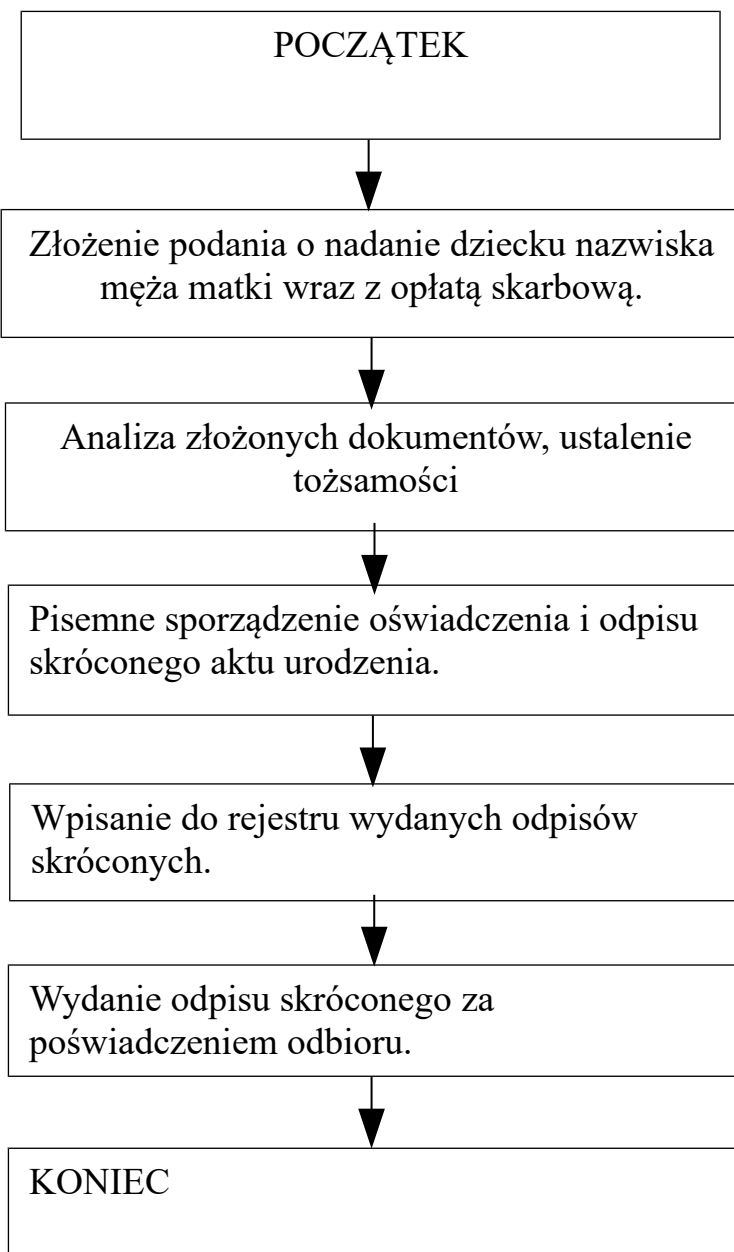 POCZĄTEK
Złożenie podania o nadanie dziecku nazwiska
męża matki wraz z opłatą skarbową.
Analiza złożonych dokumentów, ustalenie
tożsamości
Pisemne sporządzenie oświadczenia i odpisu
skróconego aktu urodzenia.
Wpisanie do rejestru wydanych odpisów
skróconych.
Wydanie odpisu skróconego za
poświadczeniem odbioru.
KONIEC